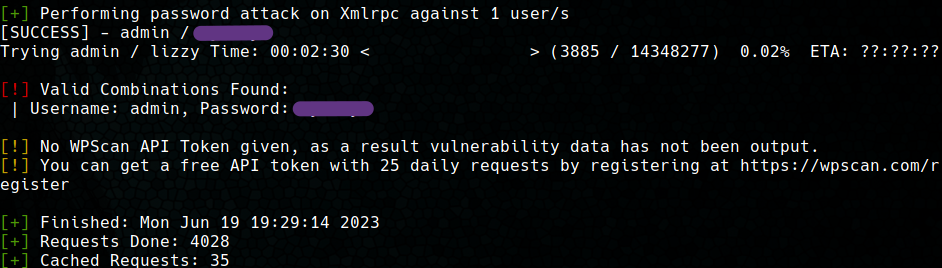 [+] Performing password attack on Xmlrpc against 1 user/s
[SUCCESS] - admin /
Trying admin / lizzy Time: 00:02:30 <                > (3885 / 14348277)  0.02%  ETA: ??:??:??
[!] Valid Combinations Found:
| Username: admin, Password:
[!] No WPScan API Token given, as a result vulnerability data has not been output.
[!] You can get a free API token with 25 daily requests by registering at https://wpscan.com/r
egister
[+] Finished: Mon Jun 19 19:29:14 2023
[+] Requests Done: 4028
[+] Cached Requests: 35